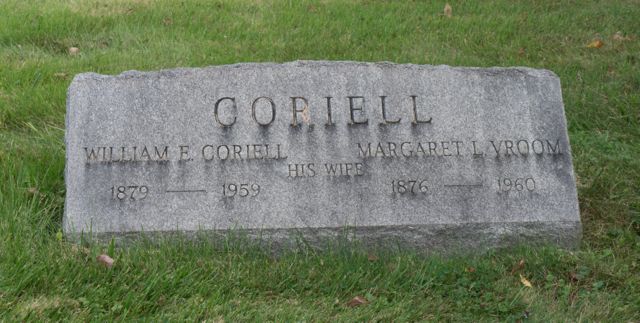 CORIELL
WILLIAM E. CORIELL
1879 — 1959
HIS WIFE
MARGARET L. VROOM
1876 — 1960